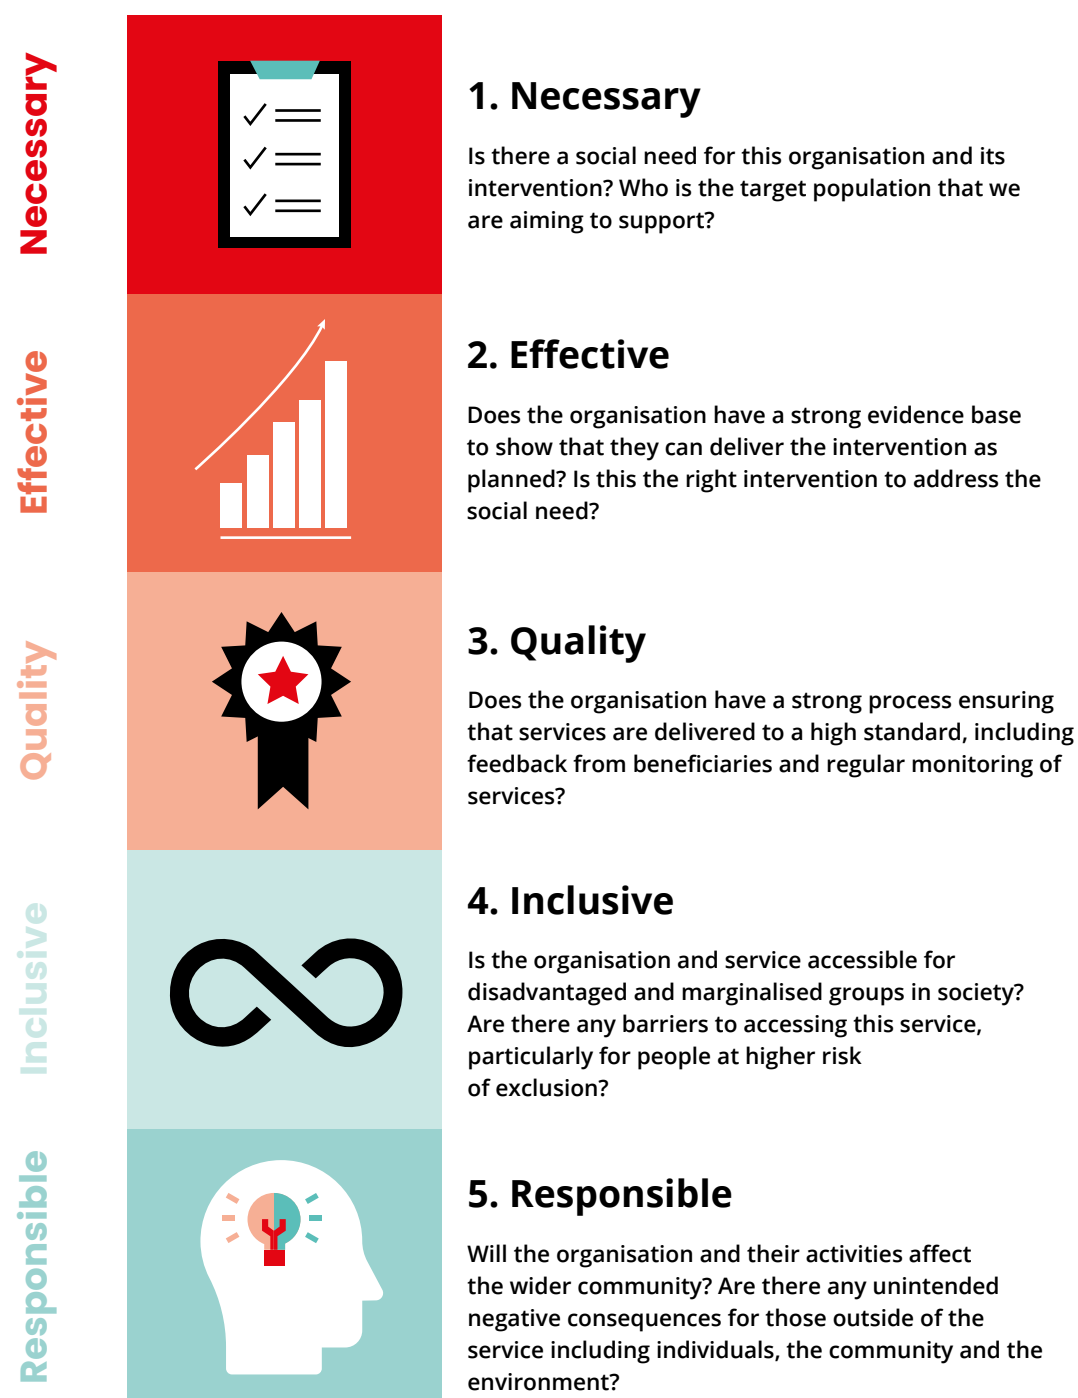 Necessary
1. Necessary
Is there a social need for this organisation and its
intervention? Who is the target population that we
are aiming to support?
Effective
2. Effective
Does the organisation have a strong evidence base
to show that they can deliver the intervention as
planned? Is this the right intervention to address the
social need?
Quality
3. Quality
Does the organisation have a strong process ensuring
that services are delivered to a high standard, including
feedback from beneficiaries and regular monitoring of
services?
Inclusive
4. Inclusive
Is the organisation and service accessible for
disadvantaged and marginalised groups in society?
Are there any barriers to accessing this service,
particularly for people at higher risk
of exclusion?
Responsible
5. Responsible
Will the organisation and their activities affect
the wider community? Are there any unintended
negative consequences for those outside of the
service including individuals, the community and the
environment?